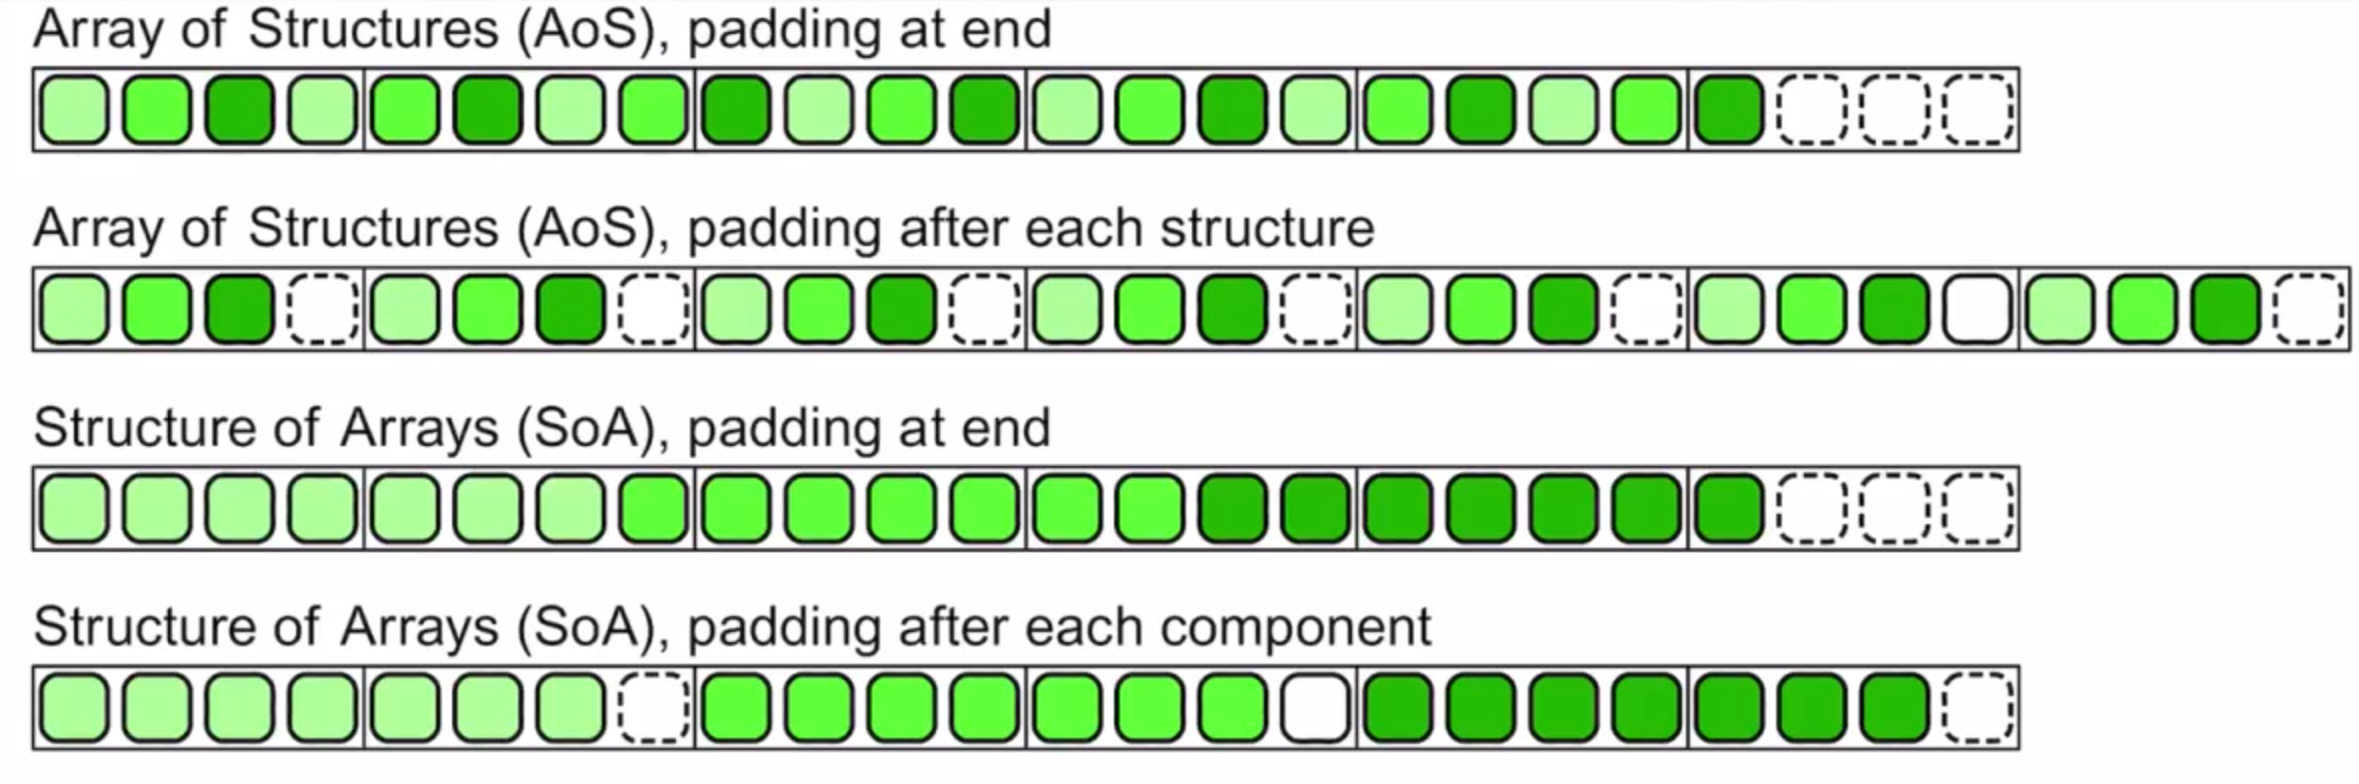 Array of Structures (AoS), padding at end
Array of Structures (AoS), padding after each structure
Structure of Arrays (SoA), padding at end
Structure of Arrays (SoA), padding after each component